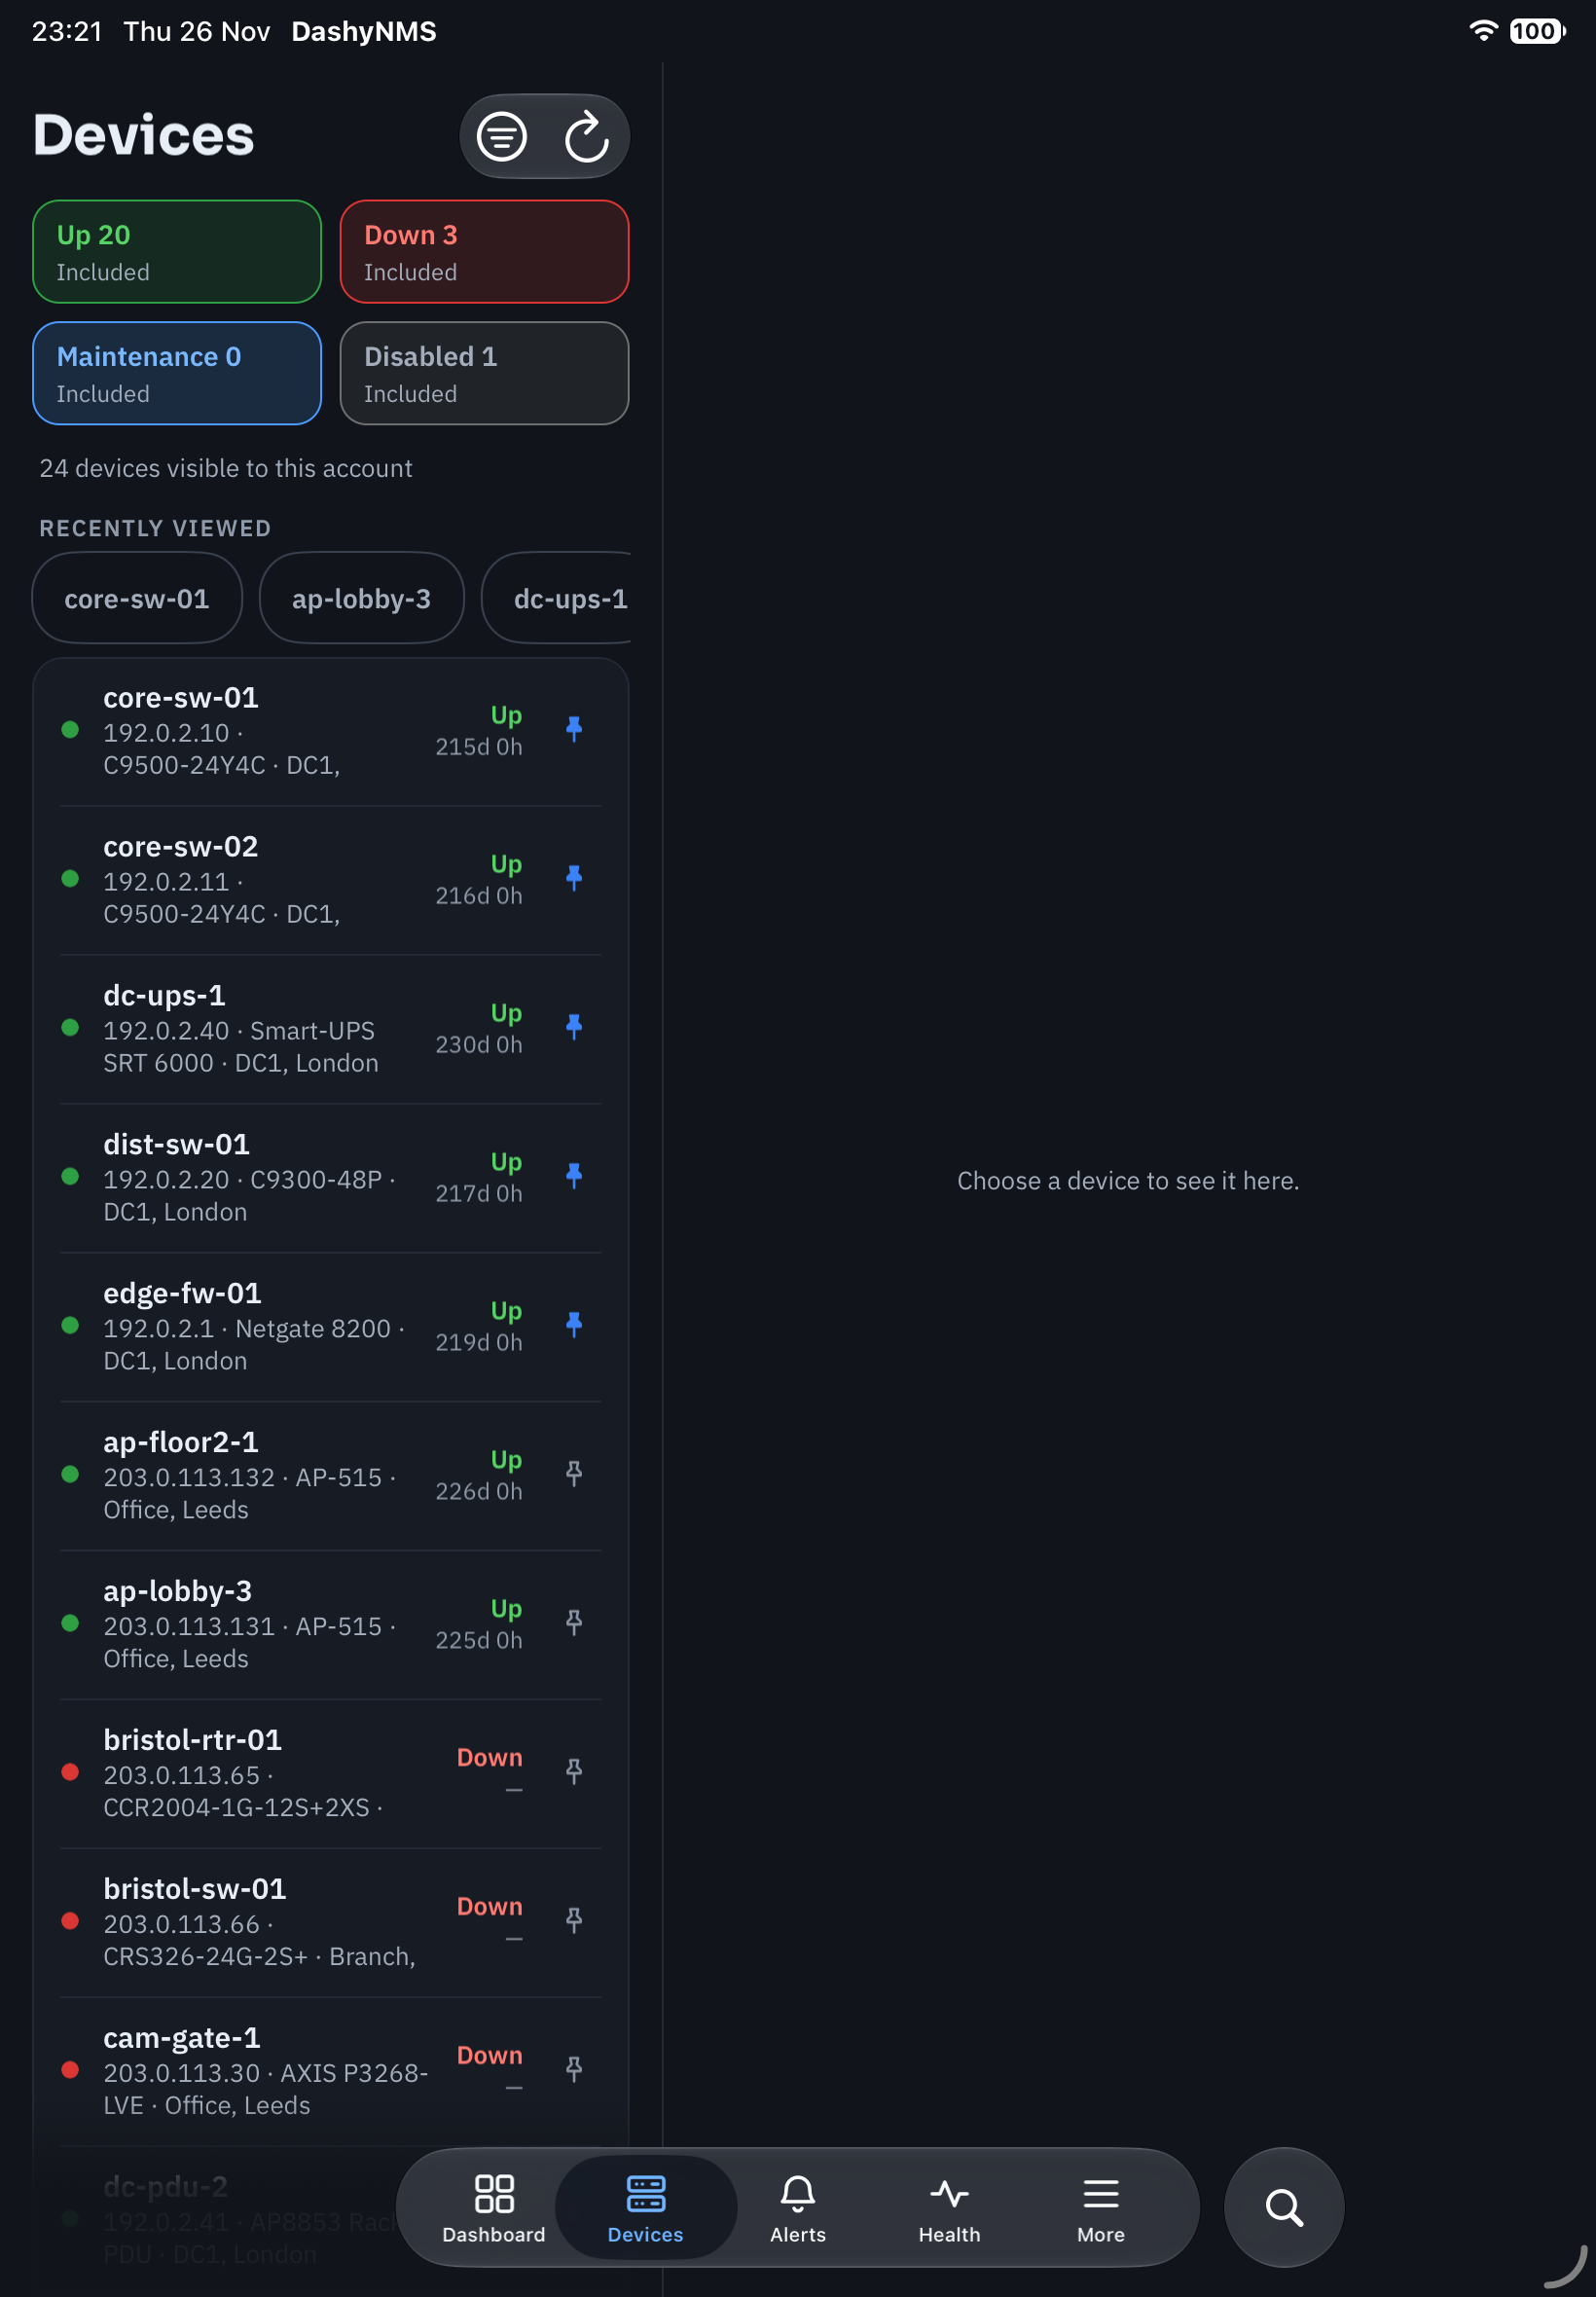 23:21 Thu 26 Nov DashyNMS
100
Devices
Up 20
Included
Down 3
Included
Maintenance 0
Included
Disabled 1
Included
24 devices visible to this account
RECENTLY VIEWED
core-sw-01
ap-lobby-3
dc-ups-1
core-sw-01
192.0.2.10 ·
C9500-24Y4C · DC1,
Up
215d 0h
core-sw-02
192.0.2.11 ·
C9500-24Y4C · DC1,
Up
216d 0h
dc-ups-1
192.0.2.40 · Smart-UPS
SRT 6000 · DC1, London
Up
230d 0h
dist-sw-01
192.0.2.20 · C9300-48P ·
DC1, London
Up
217d 0h
edge-fw-01
192.0.2.1 · Netgate 8200 ·
DC1, London
Up
219d 0h
ap-floor2-1
203.0.113.132 · AP-515 ·
Office, Leeds
Up
226d 0h
ap-lobby-3
203.0.113.131 · AP-515 ·
Office, Leeds
Up
225d 0h
bristol-rtr-01
203.0.113.65 ·
CCR2004-1G-12S+2XS ·
Down
—
bristol-sw-01
203.0.113.66 ·
CRS326-24G-2S+ · Branch,
Down
—
cam-gate-1
203.0.113.30 · AXIS P3268-
LVE · Office, Leeds
Down
—
dc-pdu-2
192.0.2.41 · AP8853
PDU · DC1, London
Choose a device to see it here.
Dashboard
Devices
Alerts
Health
More